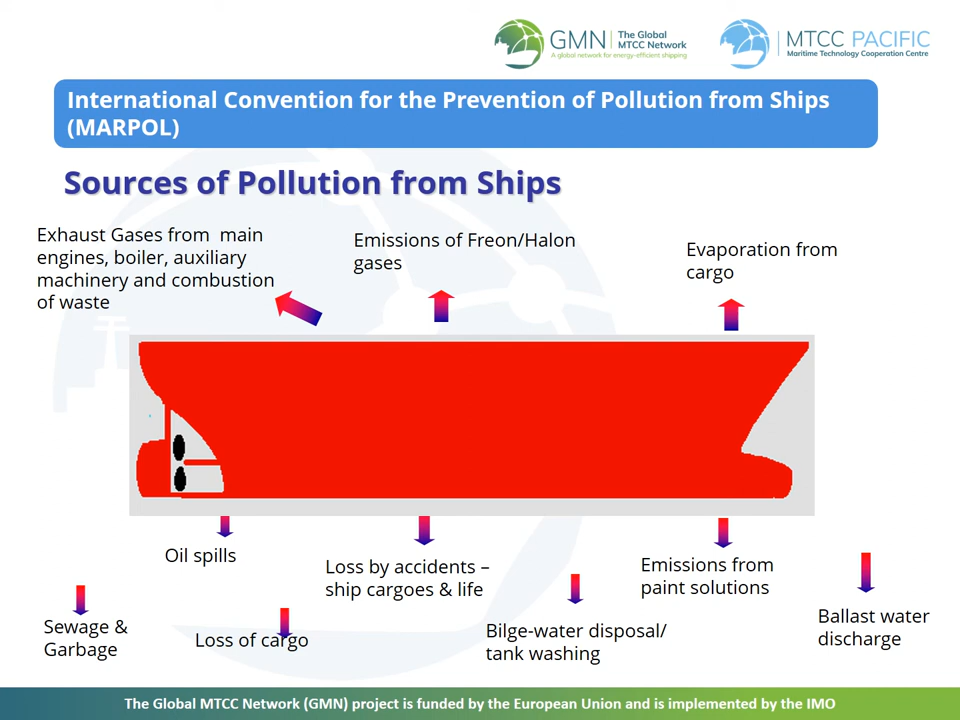 GMN
The Global
MTCC Network
A global network for energy-efficient shipping
MTCC PACIFIC
Maritime Technology Cooperation Centre
International Convention for the Prevention of Pollution from Ships
(MARPOL)
Sources of Pollution from Ships
Exhaust Gases from main
engines, boiler, auxiliary
machinery and combustion
of waste
Emissions of Freon/Halon
gases
Evaporation from
cargo
Oil spills
Loss by accidents –
ship cargoes & life
Emissions from
paint solutions
Sewage &
Garbage
Loss of cargo
Bilge-water disposal/
tank washing
Ballast water
discharge
The Global MTCC Network (GMN) project is funded by the European Union and is implemented by the IMO